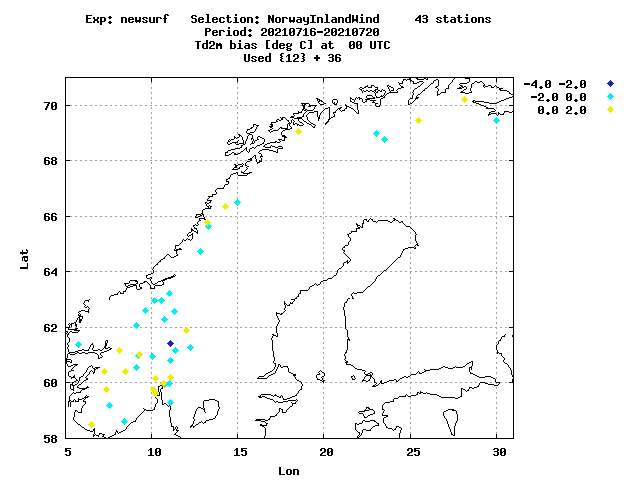 Exp: newsurf   Selection: NorwayInlandWind     43 stations
Period: 20210716-20210720
Td2m bias [deg C] at  00 UTC
Used {12} + 36
-4.0 -2.0
-2.0 0.0
0.0 2.0
70
68
66
64
62
60
58
Lat
5 10 15 20 25 30
Lon